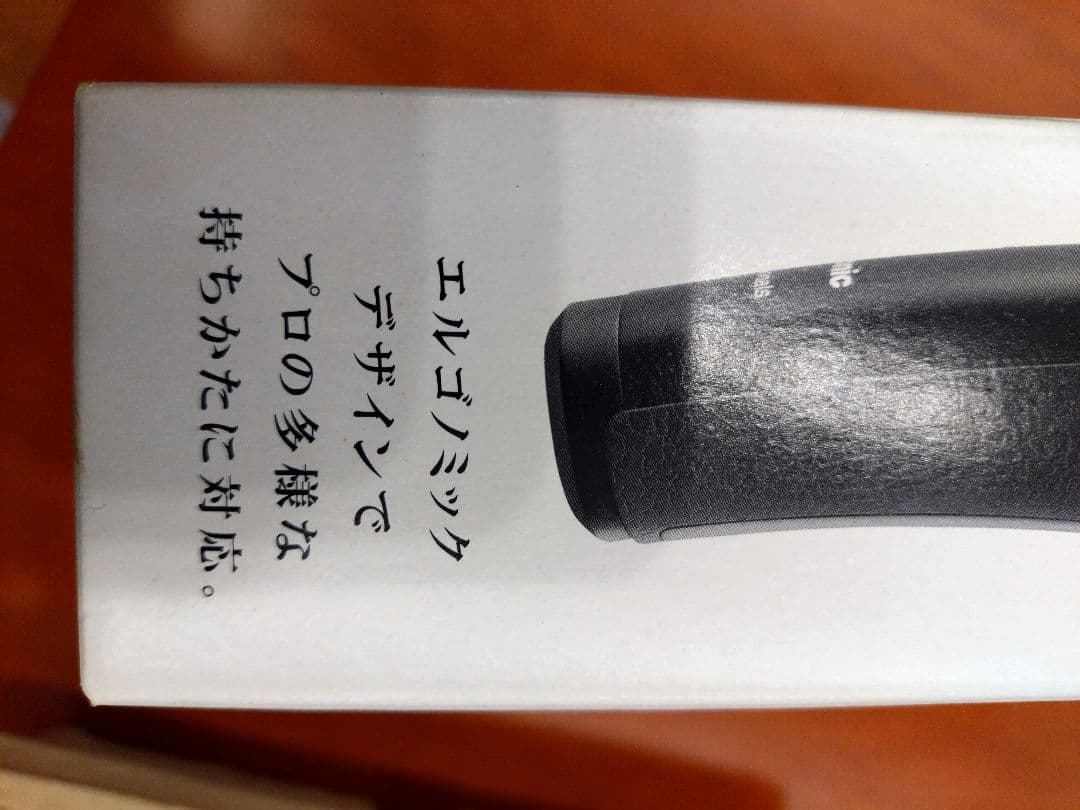 エルゴノミック
デザインで
プロの多様な
持ちかたに対応。